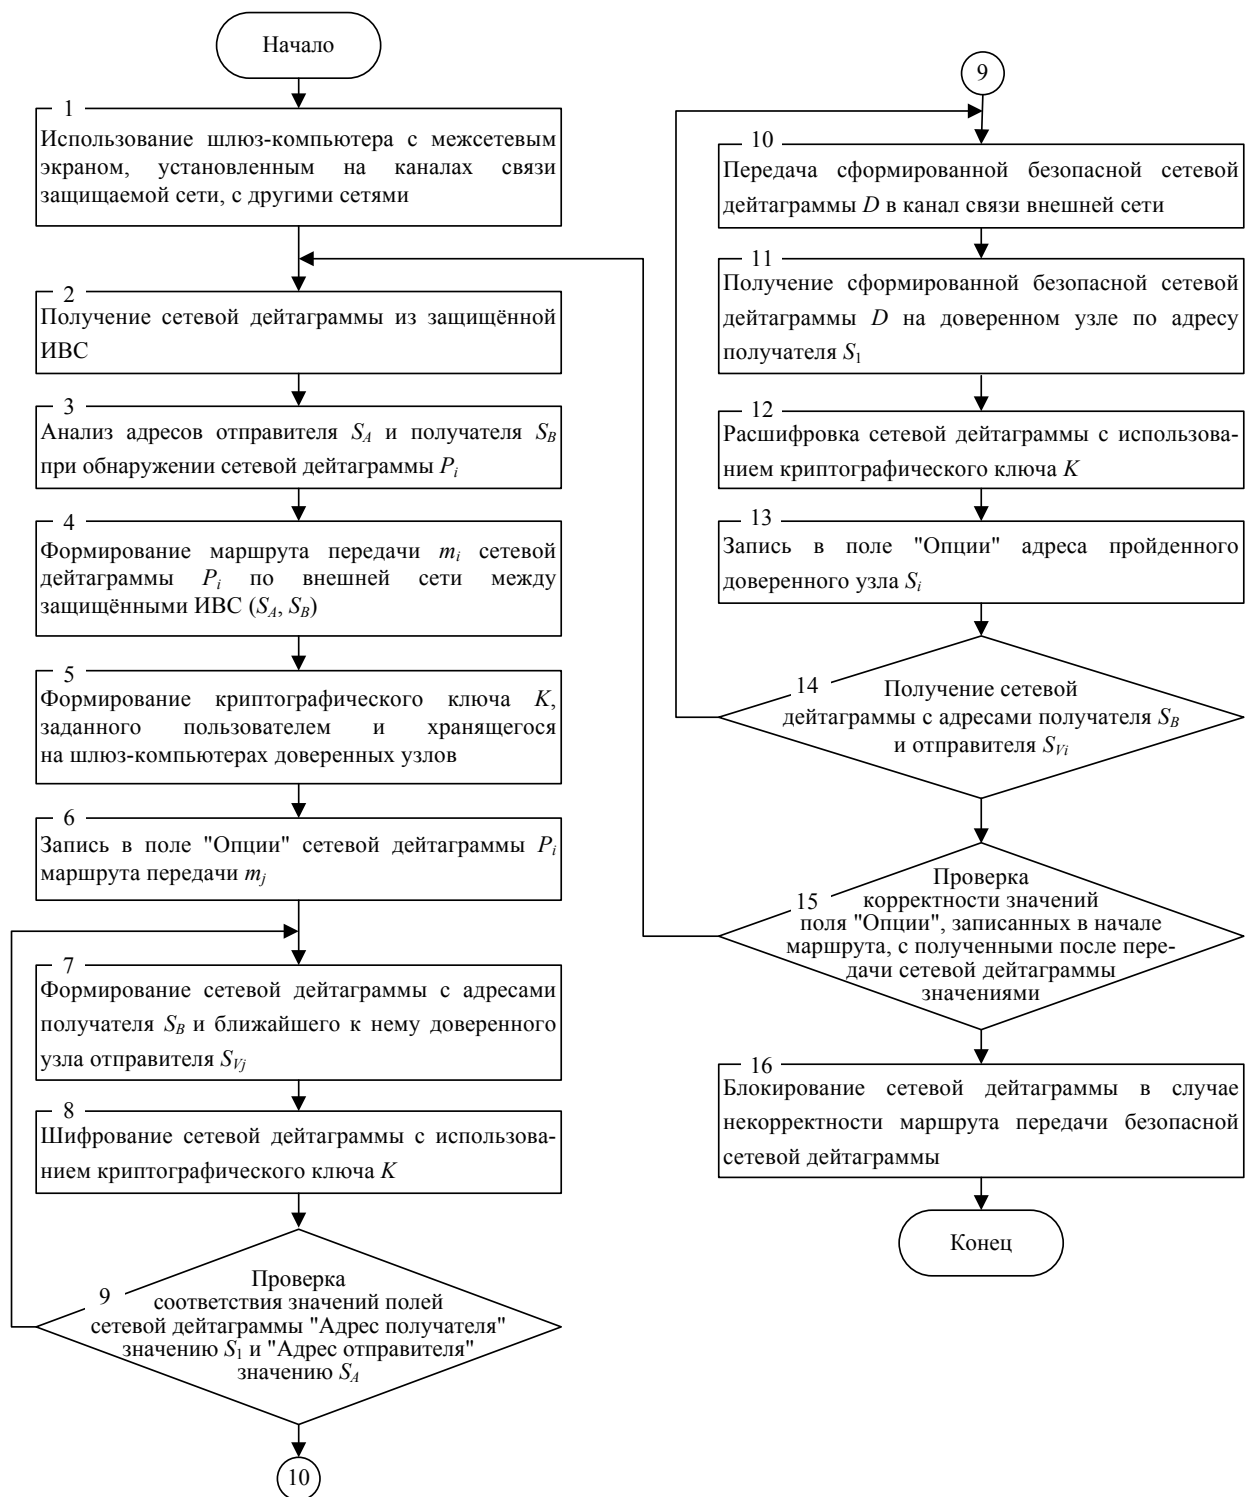 Начало
1
Использование шлюз-компьютера с межсетевым
экраном, установленным на каналах связи
защищаемой сети, с другими сетями
2
Получение сетевой дейтаграммы из защищённой
ИВС
3
Анализ адресов отправителя S_A и получателя S_B
при обнаружении сетевой дейтаграммы P_i
4
Формирование маршрута передачи m_i сетевой
дейтаграммы P_i по внешней сети между
защищёнными ИВС (S_A, S_B)
5
Формирование криптографического ключа K,
заданного пользователем и хранящегося
на шлюз-компьютерах доверенных узлов
6
Запись в поле "Опции" сетевой дейтаграммы P_i
маршрута передачи m_j
7
Формирование сетевой дейтаграммы с адресами
получателя S_B и ближайшего к нему доверенного
узла отправителя S_Vj
8
Шифрование сетевой дейтаграммы с использова-
нием криптографического ключа K
9
Проверка
соответствия значений полей
сетевой дейтаграммы "Адрес получателя"
значению S_1 и "Адрес отправителя"
значению S_A
10
9
10
Передача сформированной безопасной сетевой
дейтаграммы D в канал связи внешней сети
11
Получение сформированной безопасной сетевой
дейтаграммы D на доверенном узле по адресу
получателя S_1
12
Расшифровка сетевой дейтаграммы с использова-
нием криптографического ключа K
13
Запись в поле "Опции" адреса пройденного
доверенного узла S_i
14
Получение сетевой
дейтаграммы с адресами получателя S_B
и отправителя S_Vi
15
Проверка
корректности значений
поля "Опции", записанных в начале
маршрута, с полученными после пере-
дачи сетевой дейтаграммы
значениями
16
Блокирование сетевой дейтаграммы в случае
некорректности маршрута передачи безопасной
сетевой дейтаграммы
Конец